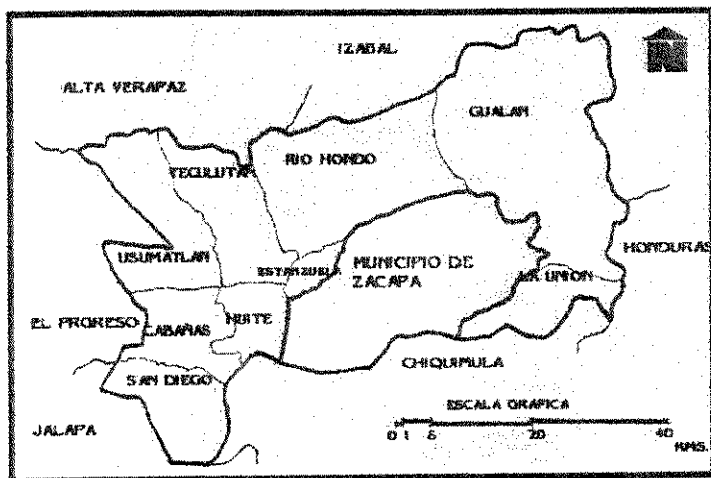 IZABAL
ALTA VERAPAZ
GUALAN
TECULUTAN
RIO HONDO
USUMATLAN
ESTANZUELA
MUNICIPIO DE
ZACAPA
HONDURAS
LA UNION
EL PRORESO
CABAÑAS
HUITE
CHIQUIMULA
SAN DIEGO
JALAPA
ESCALA GRAFICA
0 1 5 20 40
KMS.